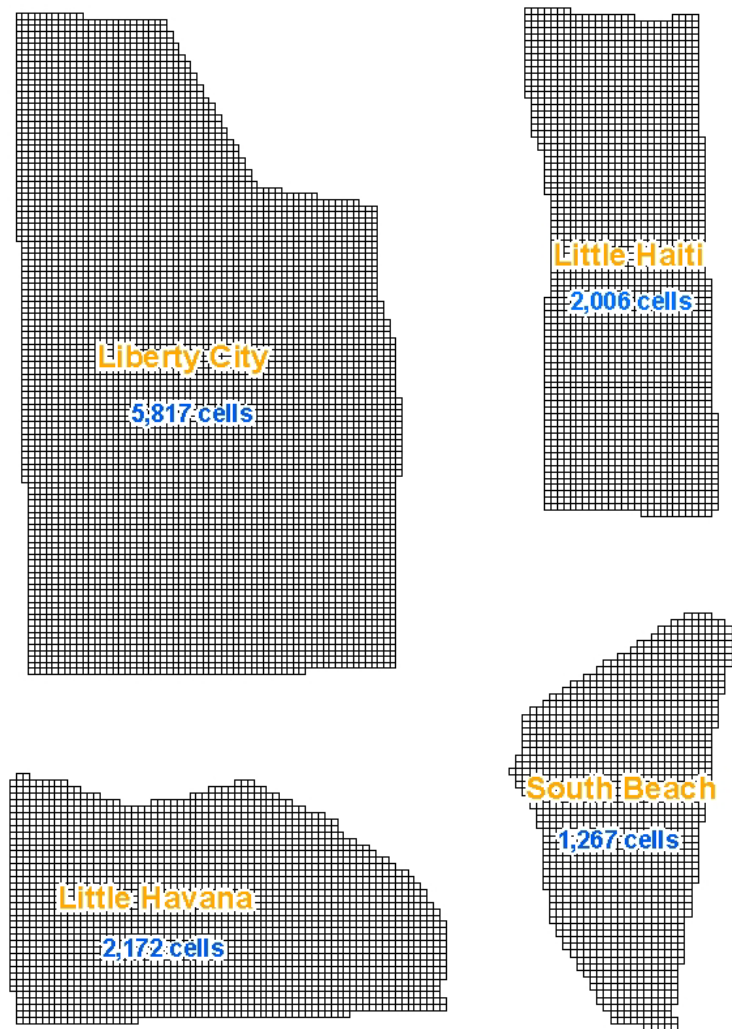 Little Haiti
2,006 cells
Liberty City
5,817 cells
South Beach
1,267 cells
Little Havana
2,172 cells